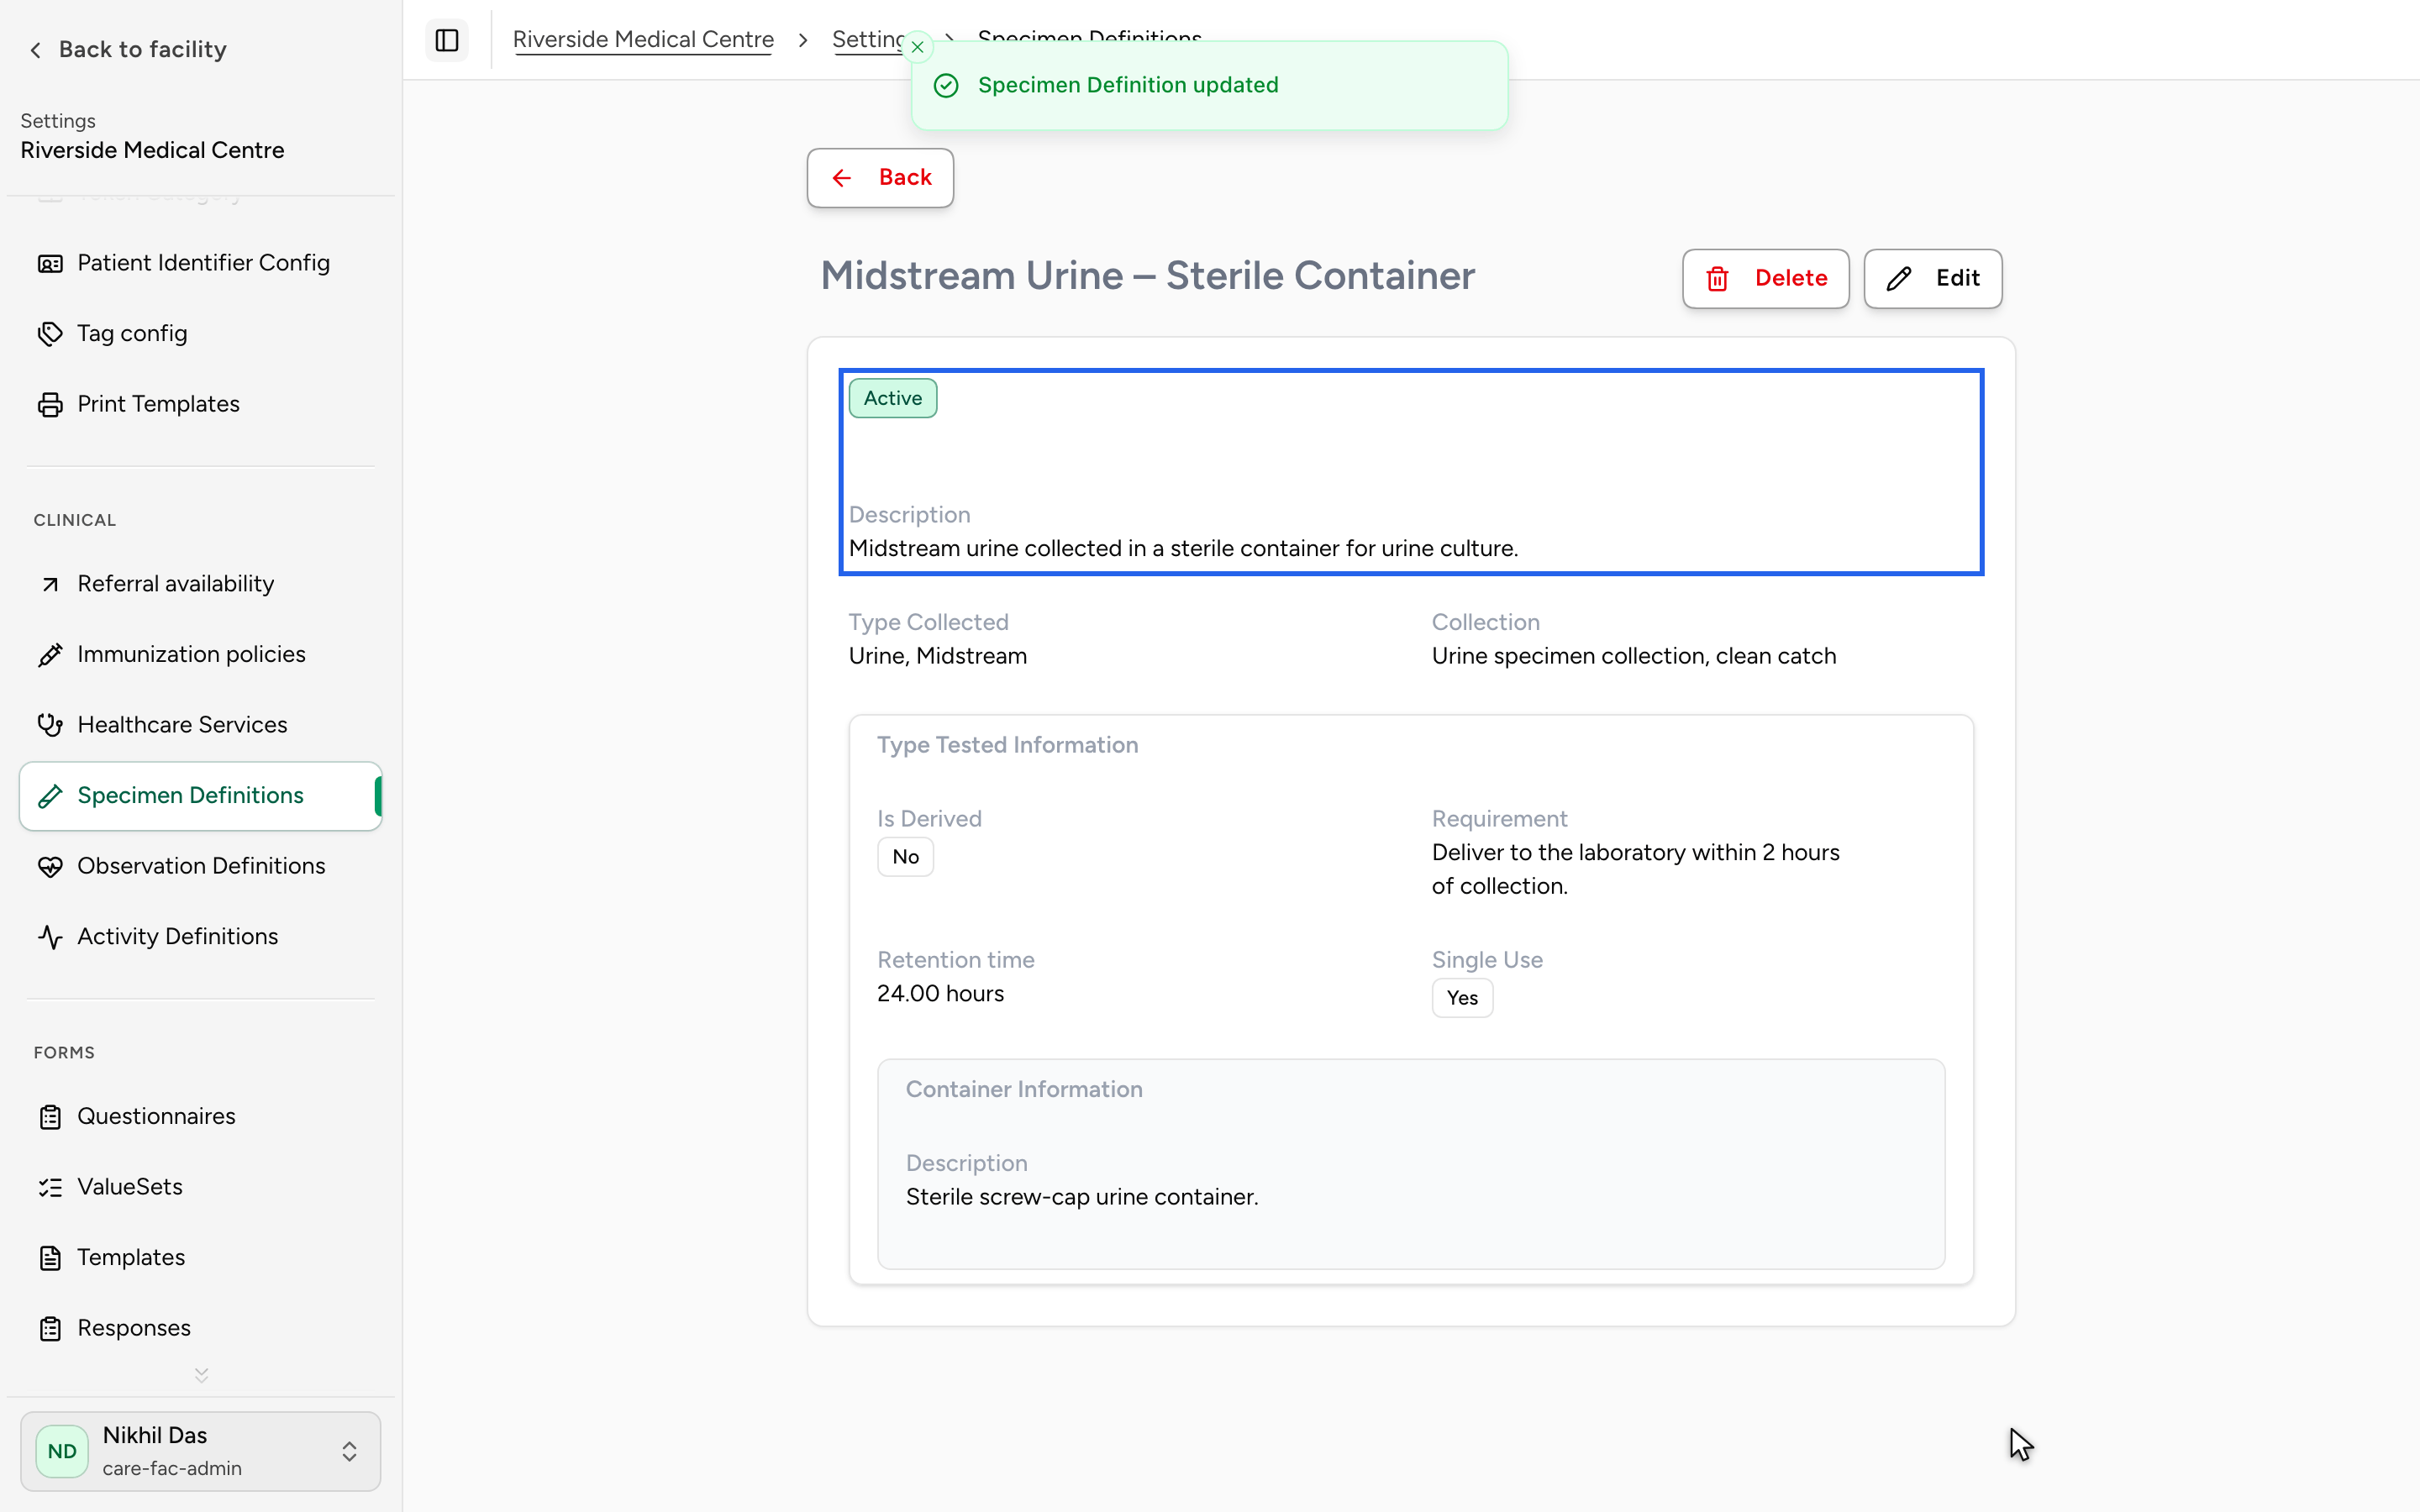 Back to facility
Settings
Riverside Medical Centre
Patient Identifier Config
Tag config
Print Templates
CLINICAL
Referral availability
Immunization policies
Healthcare Services
Specimen Definitions
Observation Definitions
Activity Definitions
FORMS
Questionnaires
ValueSets
Templates
Responses
ND
Nikhil Das
care-fac-admin
Riverside Medical Centre
Specimen Definitions
Specimen Definition updated
Back
Midstream Urine – Sterile Container
Delete
Edit
Active
Description
Midstream urine collected in a sterile container for urine culture.
Type Collected
Urine, Midstream
Collection
Urine specimen collection, clean catch
Type Tested Information
Is Derived
No
Requirement
Deliver to the laboratory within 2 hours
of collection.
Retention time
24.00 hours
Single Use
Yes
Container Information
Description
Sterile screw-cap urine container.